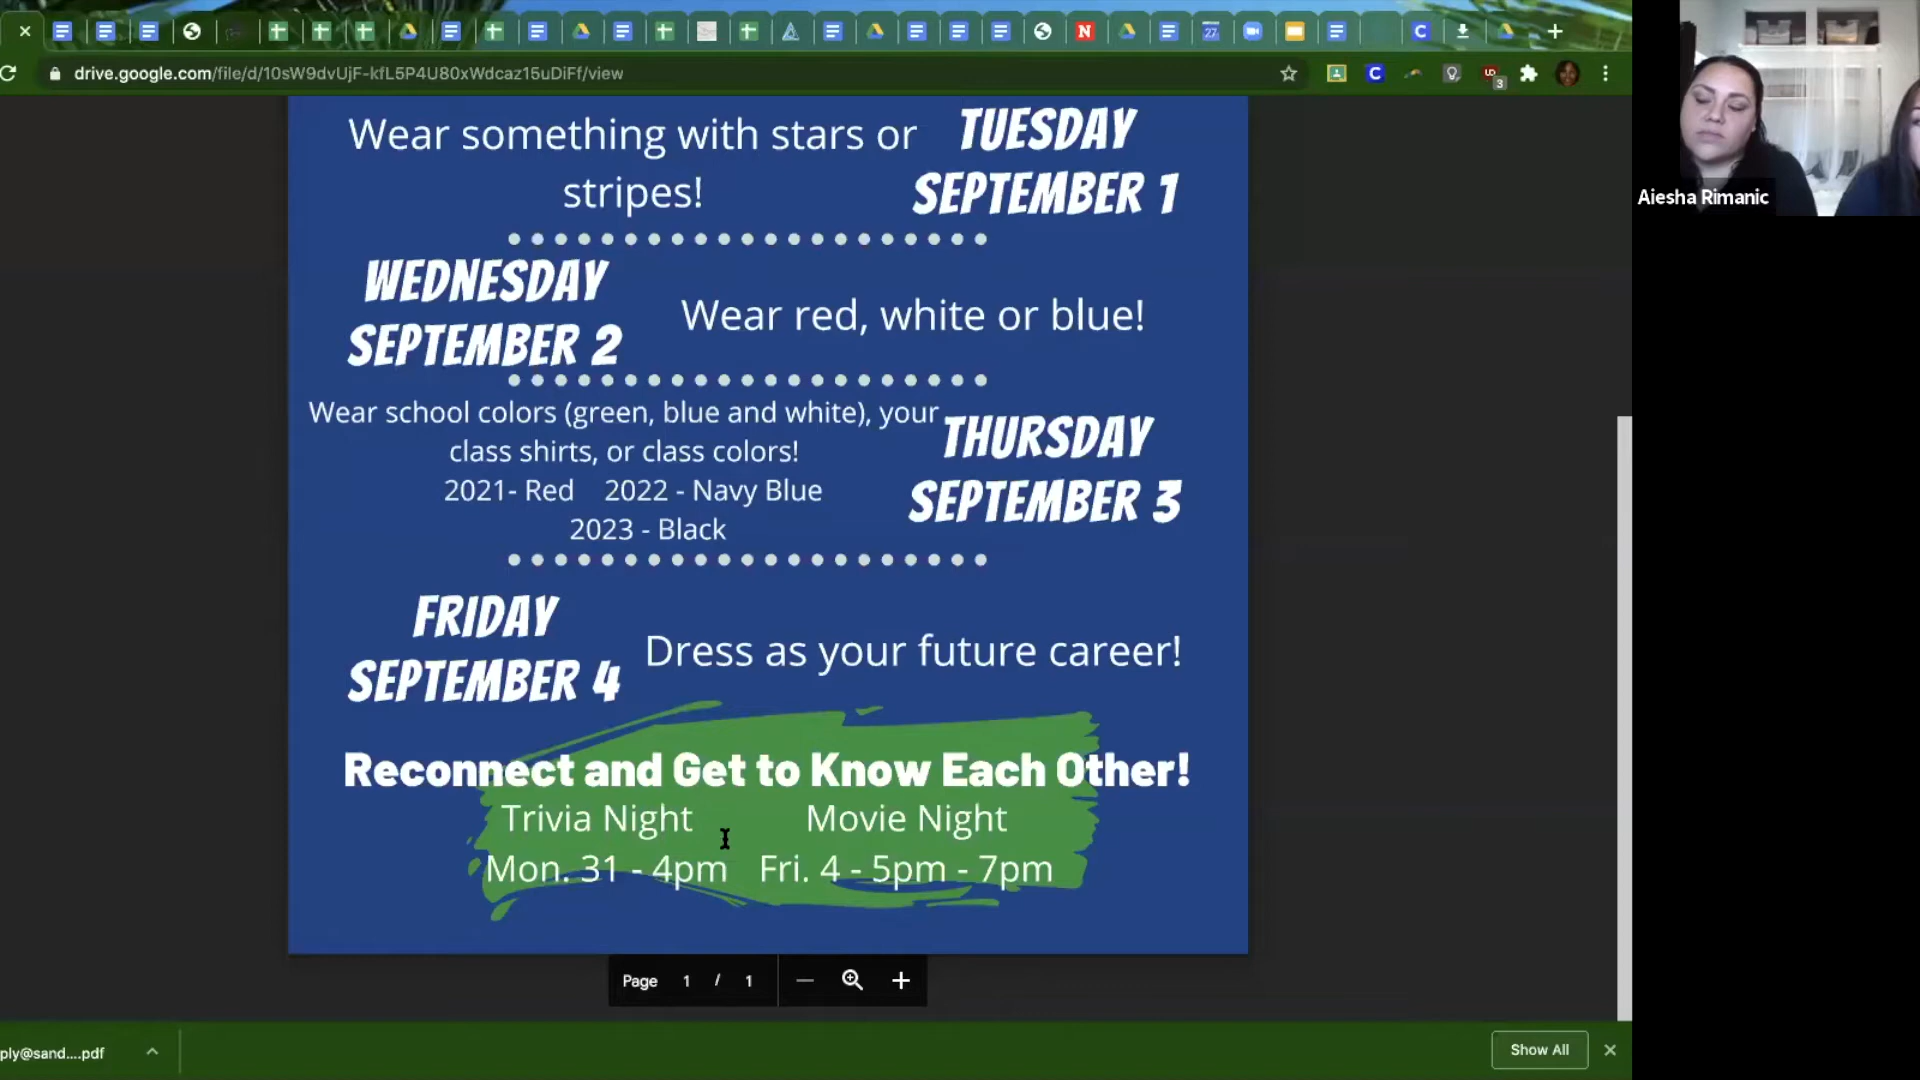 drive.google.com/file/d/10sW9dvUjF-kfL5P4U80xWdcaz15uDiFf/view
Aiesha Rimanic
Wear something with stars or
stripes!
TUESDAY
SEPTEMBER 1
WEDNESDAY
SEPTEMBER 2
Wear red, white or blue!
Wear school colors (green, blue and white), your
class shirts, or class colors!
2021- Red 2022 - Navy Blue
2023 - Black
THURSDAY
SEPTEMBER 3
FRIDAY
SEPTEMBER 4
Dress as your future career!
Reconnect and Get to Know Each Other!
Trivia Night Movie Night
Mon. 31 - 4pm Fri. 4 - 5pm - 7pm
Page 1 / 1
ply@sand....pdf
Show All